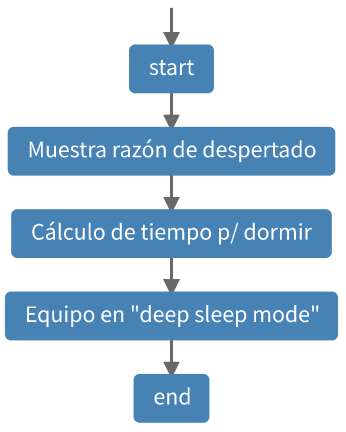 start
Muestra razón de despertado
Cálculo de tiempo p/ dormir
Equipo en "deep sleep mode"
end